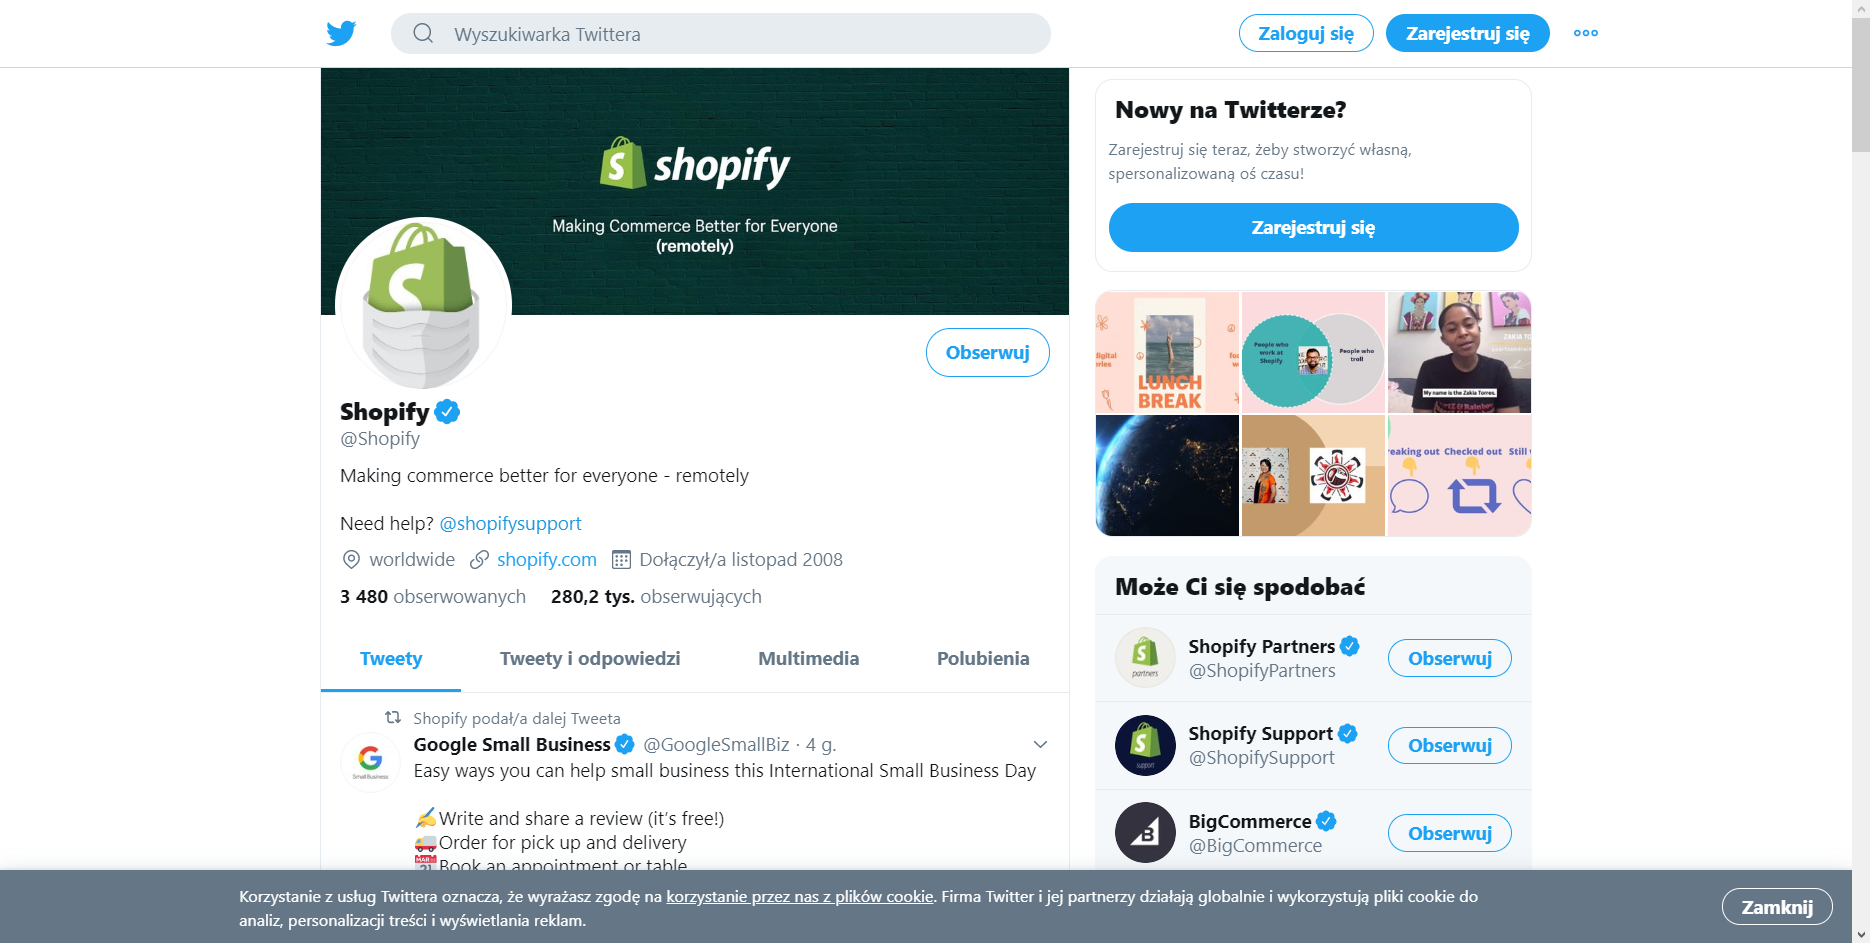 Wyszukiwarka Twittera
Zaloguj się
Zarejestruj się
shopify
Making Commerce Better for Everyone
(remotely)
Obserwuj
Shopify
@Shopify
Making commerce better for everyone - remotely
Need help? @shopifysupport
worldwide shopify.com Dołączył/a listopad 2008
3 480 obserwowanych 280,2 tys. obserwujących
Tweety Tweety i odpowiedzi Multimedia Polubienia
Shopify podał/a dalej Tweeta
Google Small Business @GoogleSmallBiz · 4 g.
Small Business
Easy ways you can help small business this International Small Business Day
Write and share a review (it's free!)
Order for pick up and delivery
Book an appointment or table
Nowy na Twitterze?
Zarejestruj się teraz, żeby stworzyć własną,
spersonalizowaną oś czasu!
Zarejestruj się
LUNCH
BREAK
People who
work at
Shopify
People who
troll
My name is the Zakia Torres.
Checked out
Może Ci się spodobać
Shopify Partners
@ShopifyPartners
partners
Obserwuj
Shopify Support
@ShopifySupport
support
Obserwuj
BigCommerce
@BigCommerce
B
Obserwuj
Korzystanie z usług Twittera oznacza, że wyrażasz zgodę na korzystanie przez nas z plików cookie. Firma Twitter i jej partnerzy działają globalnie i wykorzystują pliki cookie do
analiz, personalizacji treści i wyświetlania reklam.
Zamknij